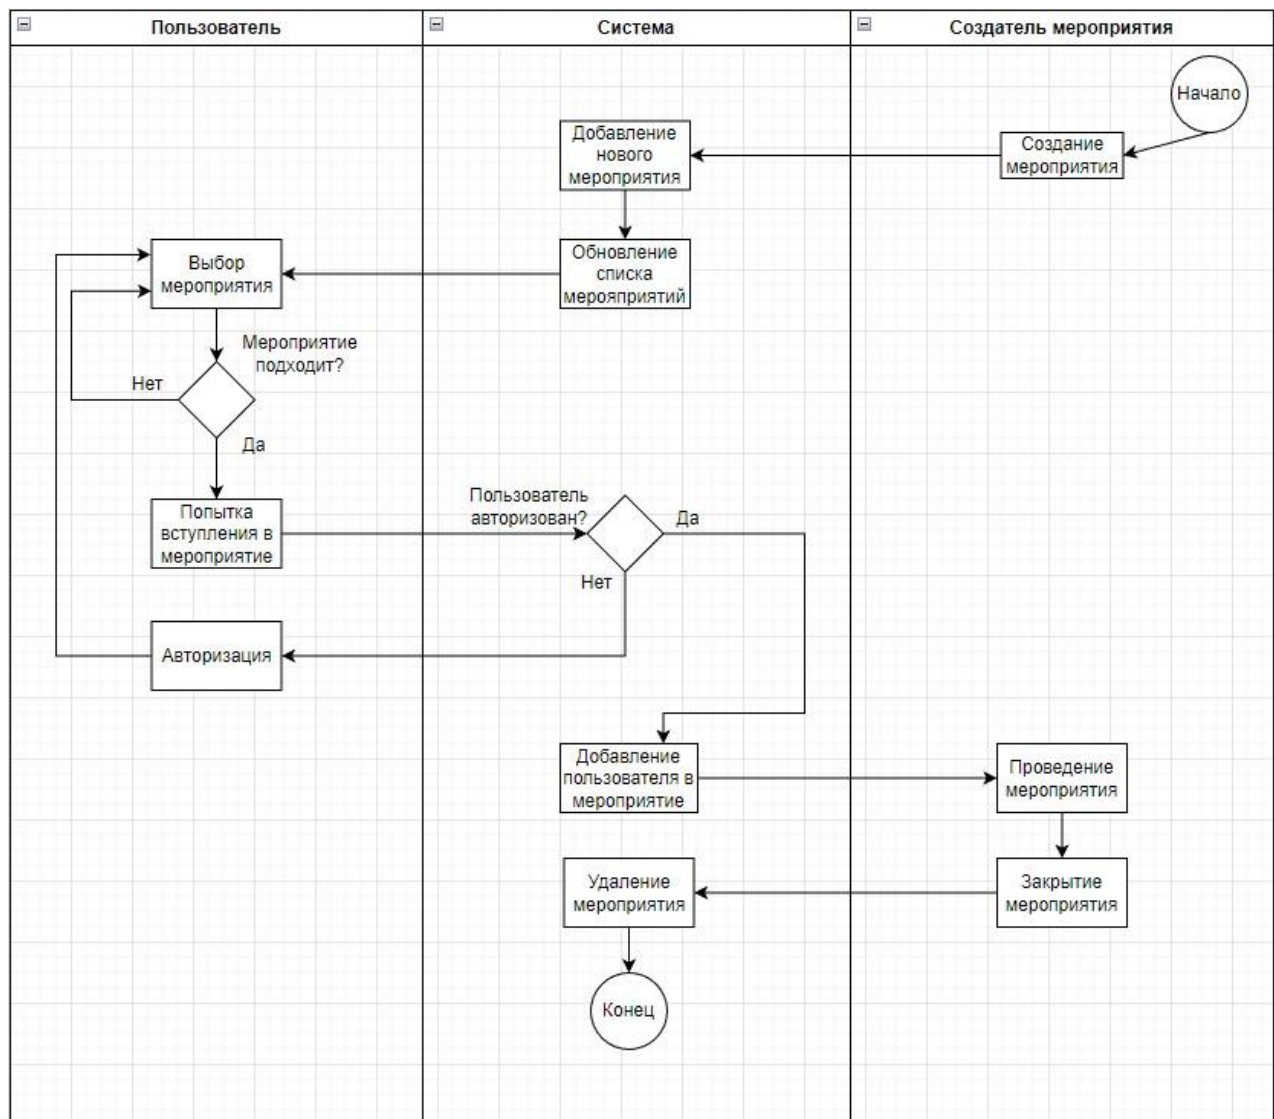 Пользователь
Система
Создатель мероприятия
Начало
Создание
мероприятия
Добавление
нового
мероприятия
Обновление
списка
мерояприятий
Выбор
мероприятия
Мероприятие
подходит?
Нет
Да
Попытка
вступления в
мероприятие
Пользователь
авторизован?
Да
Нет
Авторизация
Добавление
пользователя в
мероприятие
Проведение
мероприятия
Закрытие
мероприятия
Удаление
мероприятия
Конец